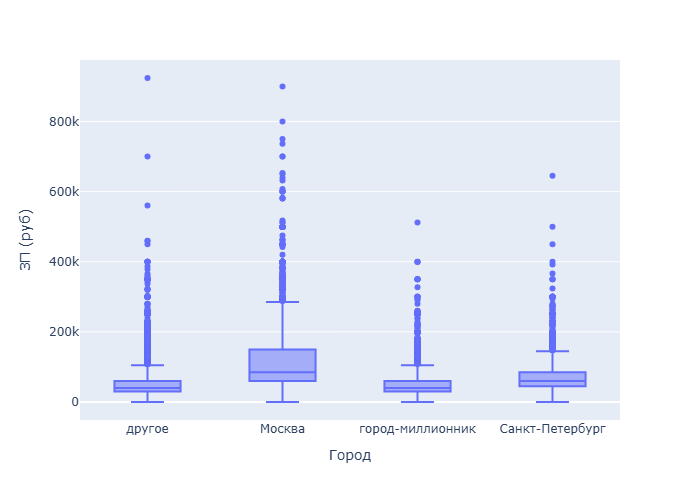 800k
600k
400k
200k
0
ЗП (руб)
другое
Москва
город-миллионник
Санкт-Петербург
Город